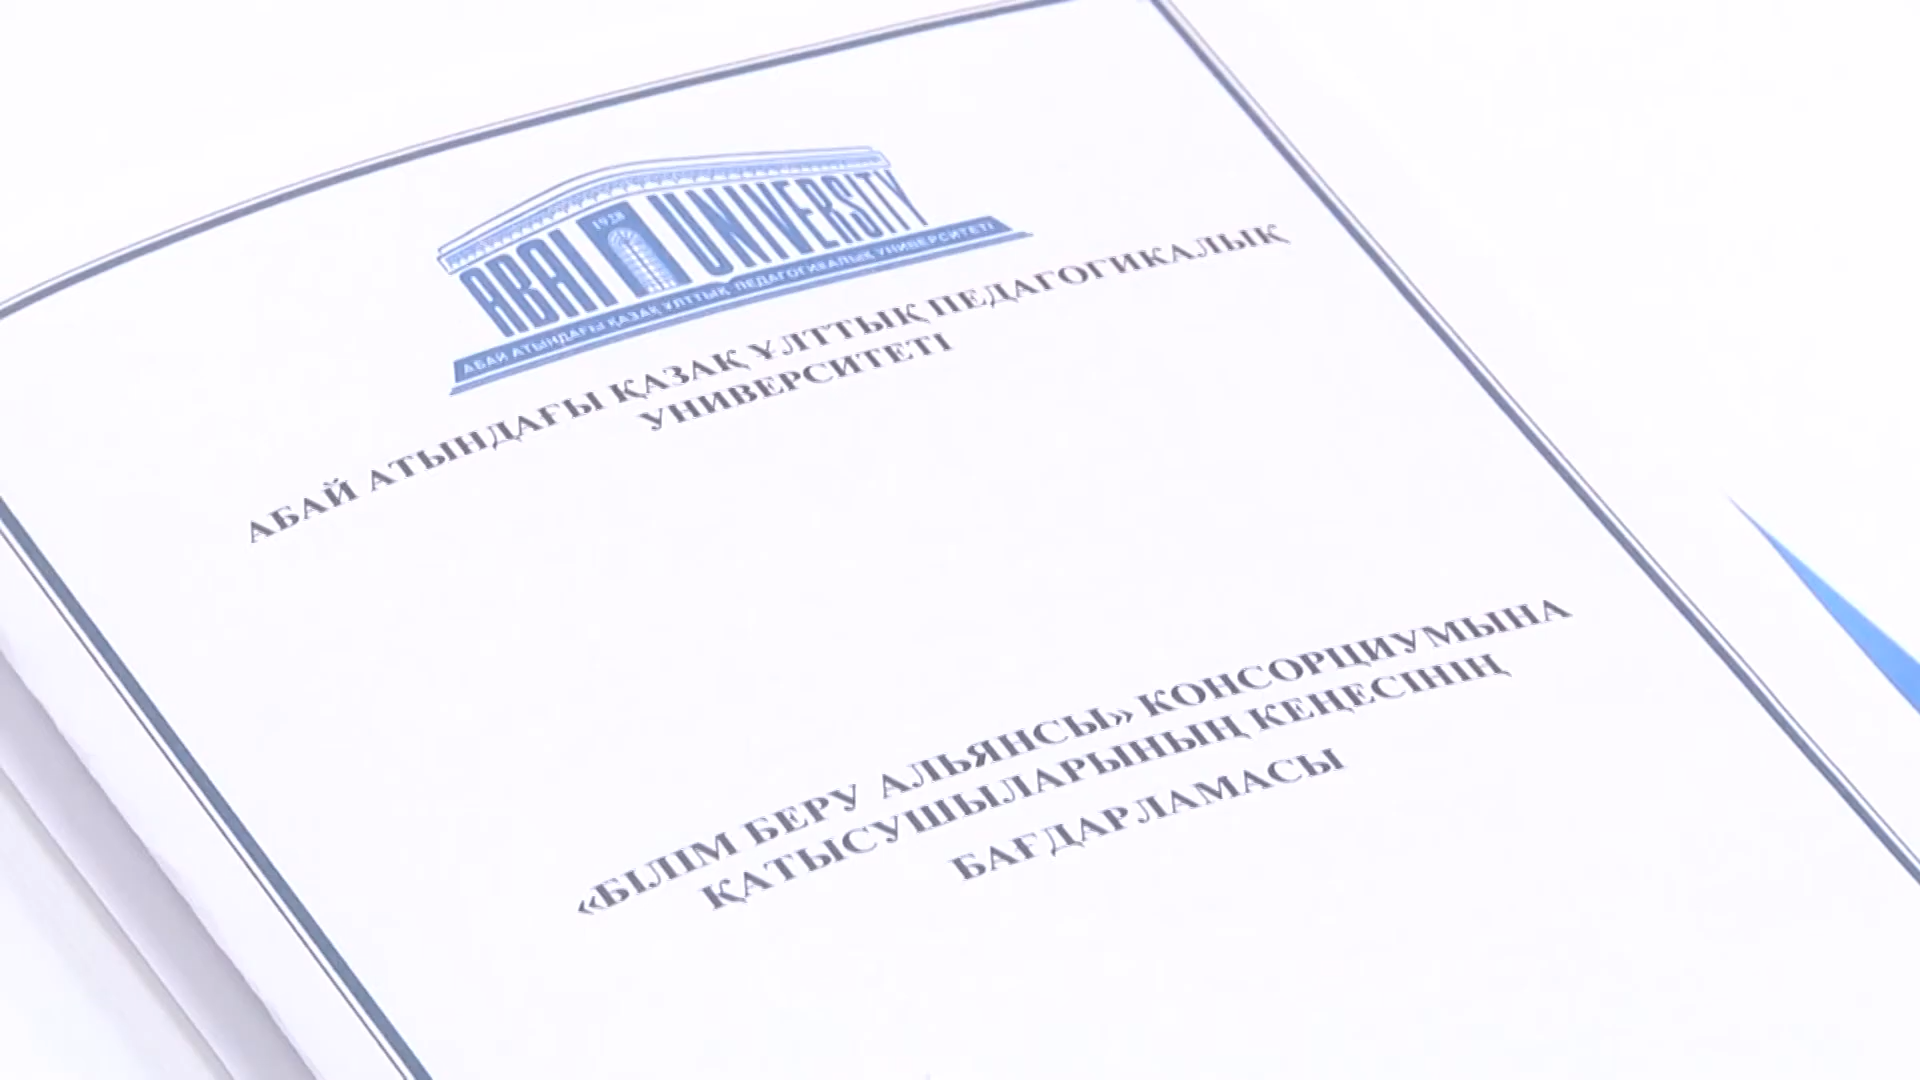 ABAI UNIVERSITY
1928
АБАЙ АТЫНДАҒЫ ҚАЗАҚ ҰЛТТЫҚ ПЕДАГОГИКАЛЫҚ УНИВЕРСИТЕТІ
АБАЙ АТЫНДАҒЫ ҚАЗАҚ ҰЛТТЫҚ ПЕДАГОГИКАЛЫҚ
УНИВЕРСИТЕТІ
«БІЛІМ БЕРУ АЛЬЯНСЫ» КОНСОРЦИУМЫНА
ҚАТЫСУШЫЛАРЫНЫҢ КЕҢЕСІНІҢ
БАҒДАРЛАМАСЫ